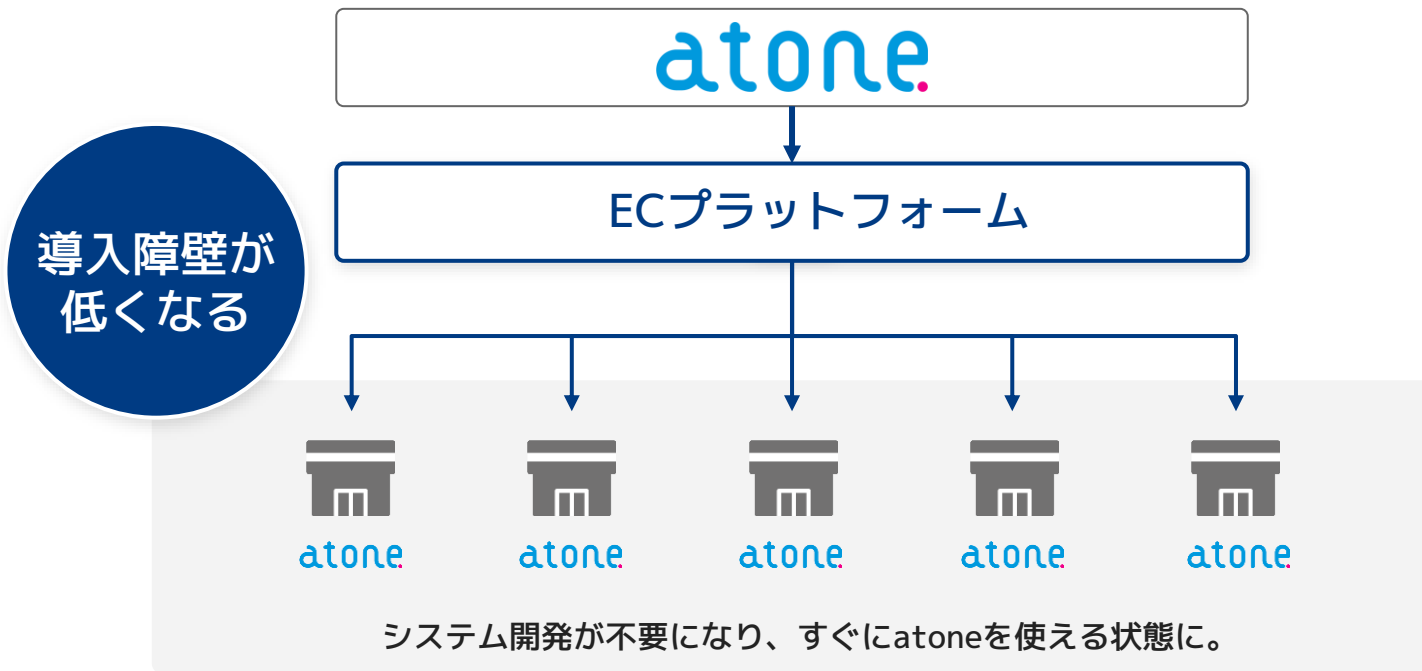 atone.
ECプラットフォーム
導入障壁が
低くなる
atone.
atone.
atone.
atone.
atone.
システム開発が不要になり、すぐにatoneを使える状態に。